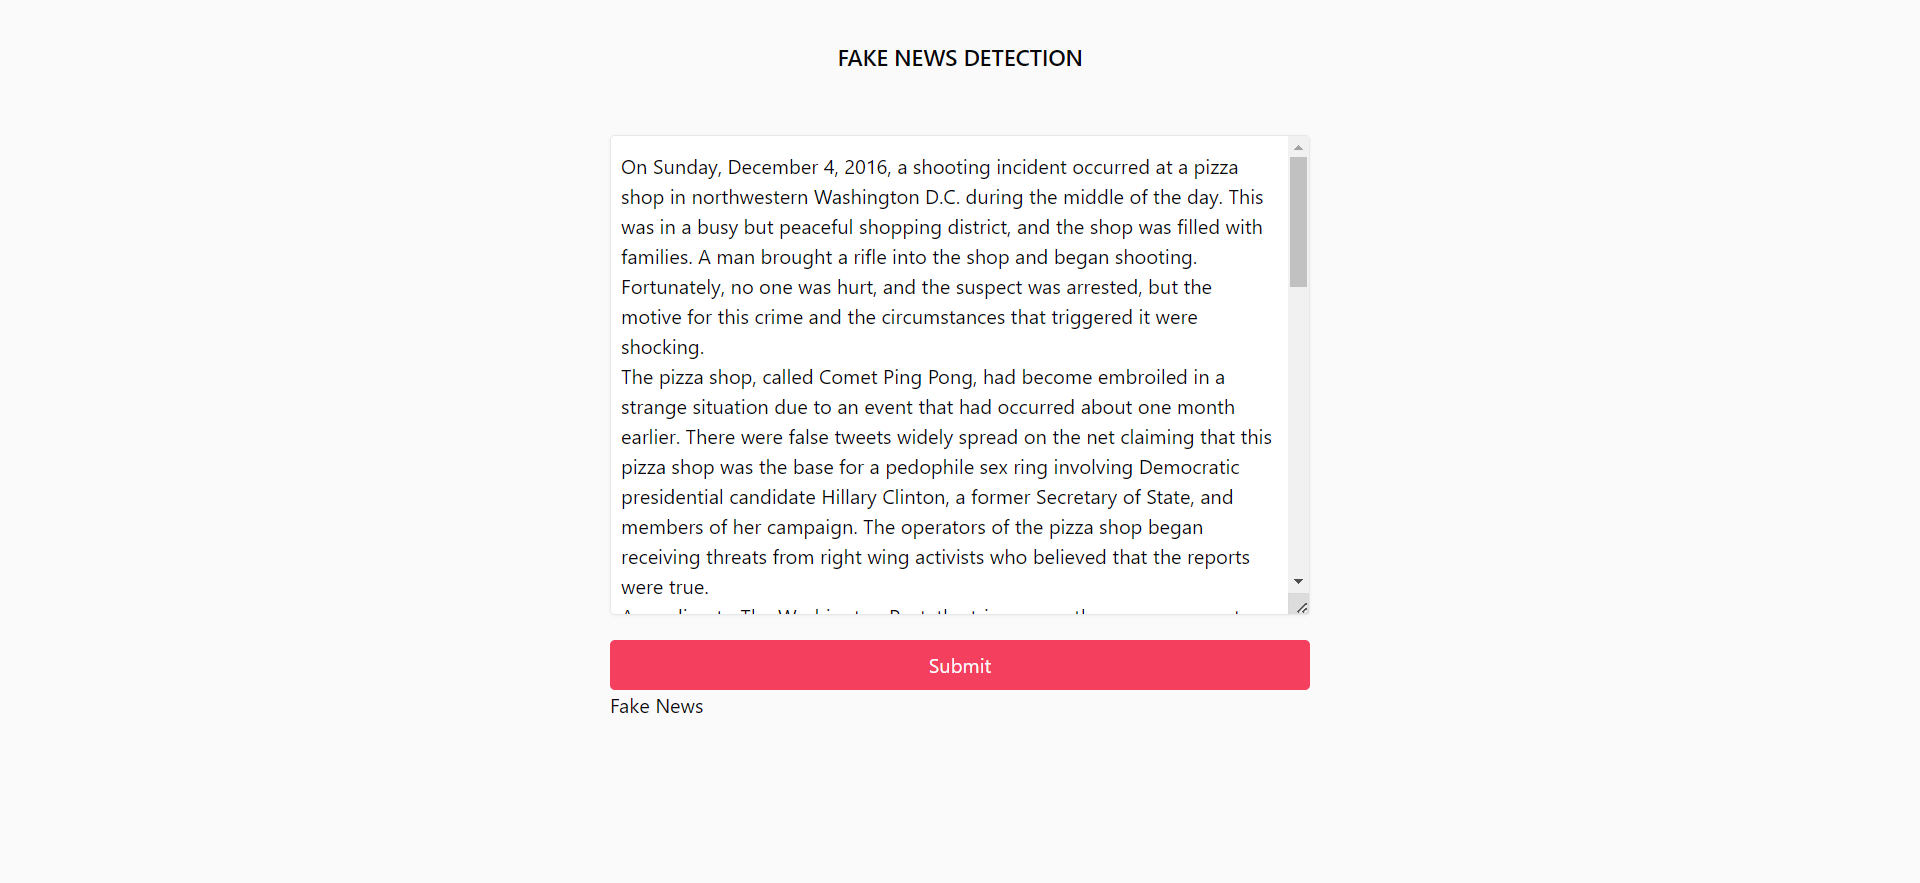 FAKE NEWS DETECTION
On Sunday, December 4, 2016, a shooting incident occurred at a pizza
shop in northwestern Washington D.C. during the middle of the day. This
was in a busy but peaceful shopping district, and the shop was filled with
families. A man brought a rifle into the shop and began shooting.
Fortunately, no one was hurt, and the suspect was arrested, but the
motive for this crime and the circumstances that triggered it were
shocking.
The pizza shop, called Comet Ping Pong, had become embroiled in a
strange situation due to an event that had occurred about one month
earlier. There were false tweets widely spread on the net claiming that this
pizza shop was the base for a pedophile sex ring involving Democratic
presidential candidate Hillary Clinton, a former Secretary of State, and
members of her campaign. The operators of the pizza shop began
receiving threats from right wing activists who believed that the reports
were true.
Submit
Fake News